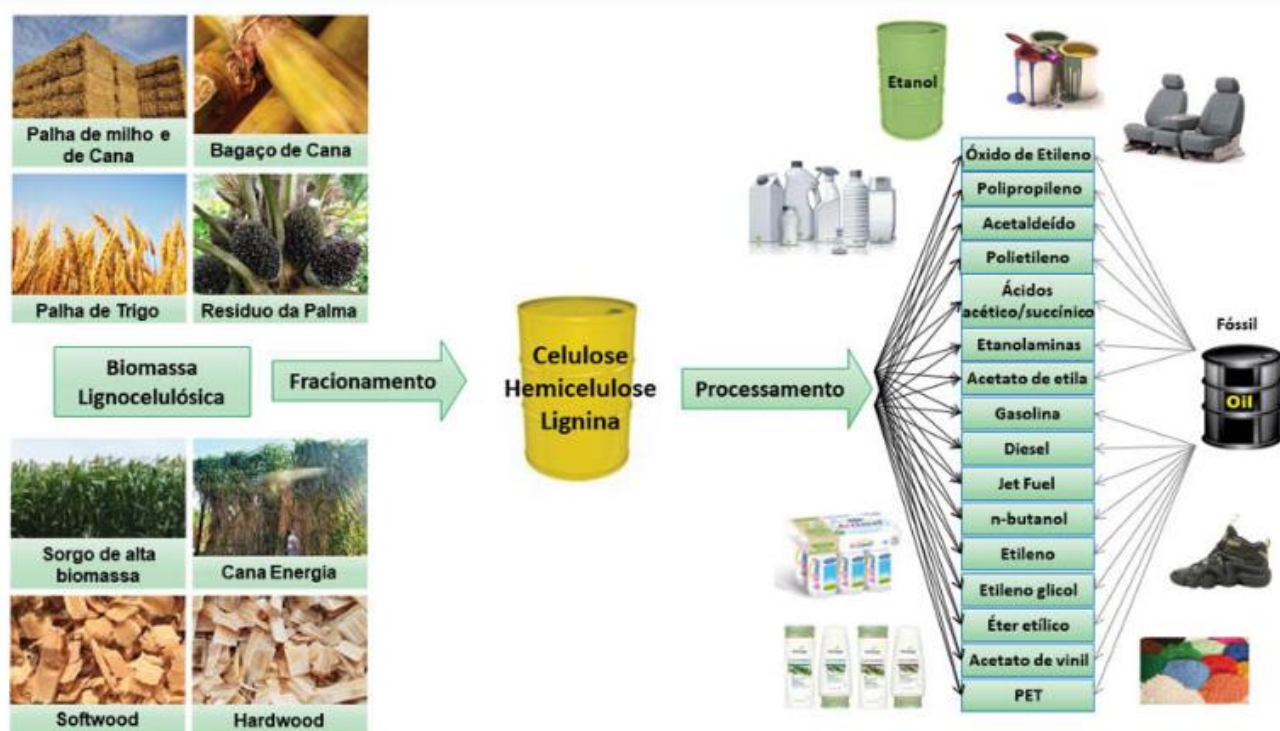 Palha de milho e
de Cana
Bagaço de Cana
Palha de Trigo
Resíduo da Palma
Biomassa
Lignocelulósica
Fracionamento
Sorgo de alta
biomassa
Cana Energia
Softwood
Hardwood
Celulose
Hemicelulose
Lignina
Processamento
Etanol
Óxido de Etileno
Polipropileno
Acetaldeído
Polietileno
Ácidos
acético/succínico
Etanolaminas
Acetato de etila
Gasolina
Diesel
Jet Fuel
n-butanol
Etileno
Etileno glicol
Éter etílico
Acetato de vinil
PET
Fóssil
Oil